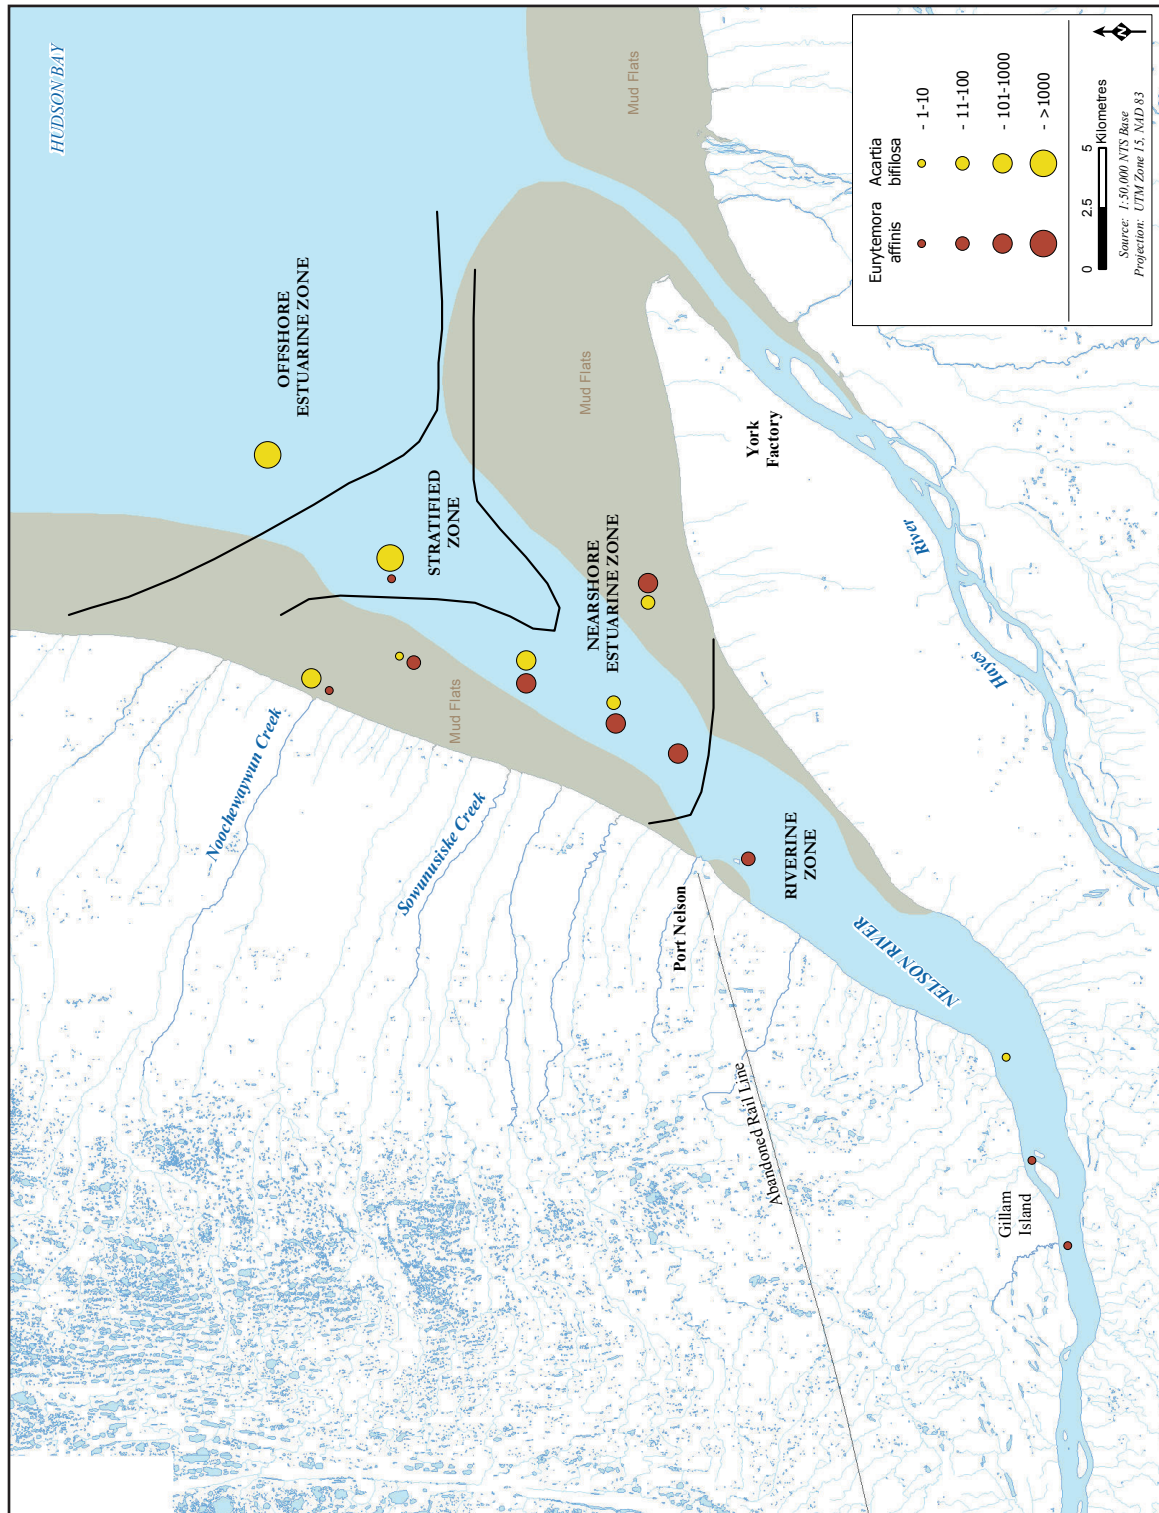 HUDSON BAY
Mud Flats
OFFSHORE
ESTUARINE ZONE
STRATIFIED
ZONE
Mud Flats
NEARSHORE
ESTUARINE ZONE
Mud Flats
York
Factory
Hayes
River
Noochewaywun Creek
Sowunusiske Creek
Port Nelson
RIVERINE
ZONE
NELSON RIVER
Abandoned Rail Line
Gillam
Island
Eurytemora
affinis
Acartia
bifilosa
- 1-10
- 11-100
- 101-1000
- >1000
0 2.5 5
Kilometres
Source: 1:50,000 NTS Base
Projection: UTM Zone 15, NAD 83
N